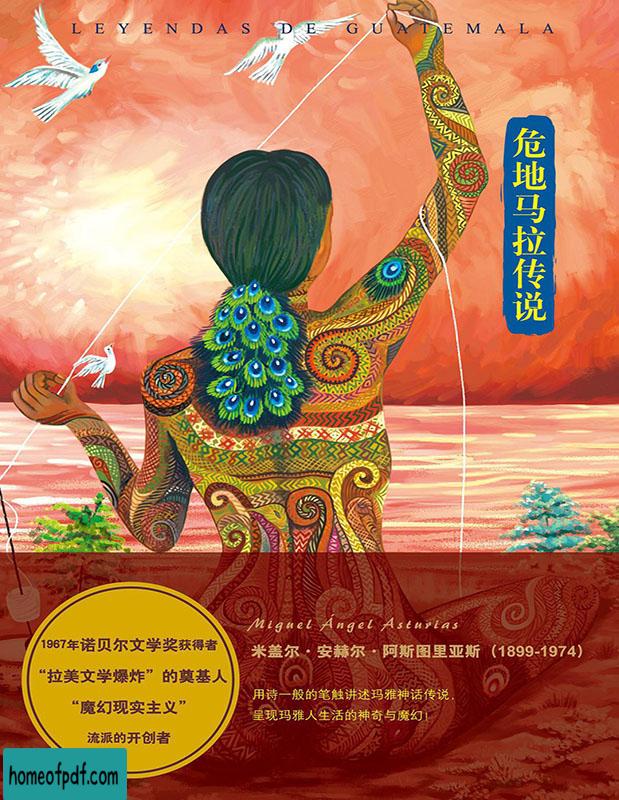 LEYENDAS DE GUATEMALA
危地马拉传说
Miguel Ángel Asturias
米盖尔·安赫尔·阿斯图里亚斯（1899-1974）
用诗一般的笔触讲述玛雅神话传说，
呈现玛雅人生活的神奇与魔幻！
1967年诺贝尔文学奖获得者
“拉美文学爆炸”的奠基人
“魔幻现实主义”
流派的开创者
homeofpdf.com